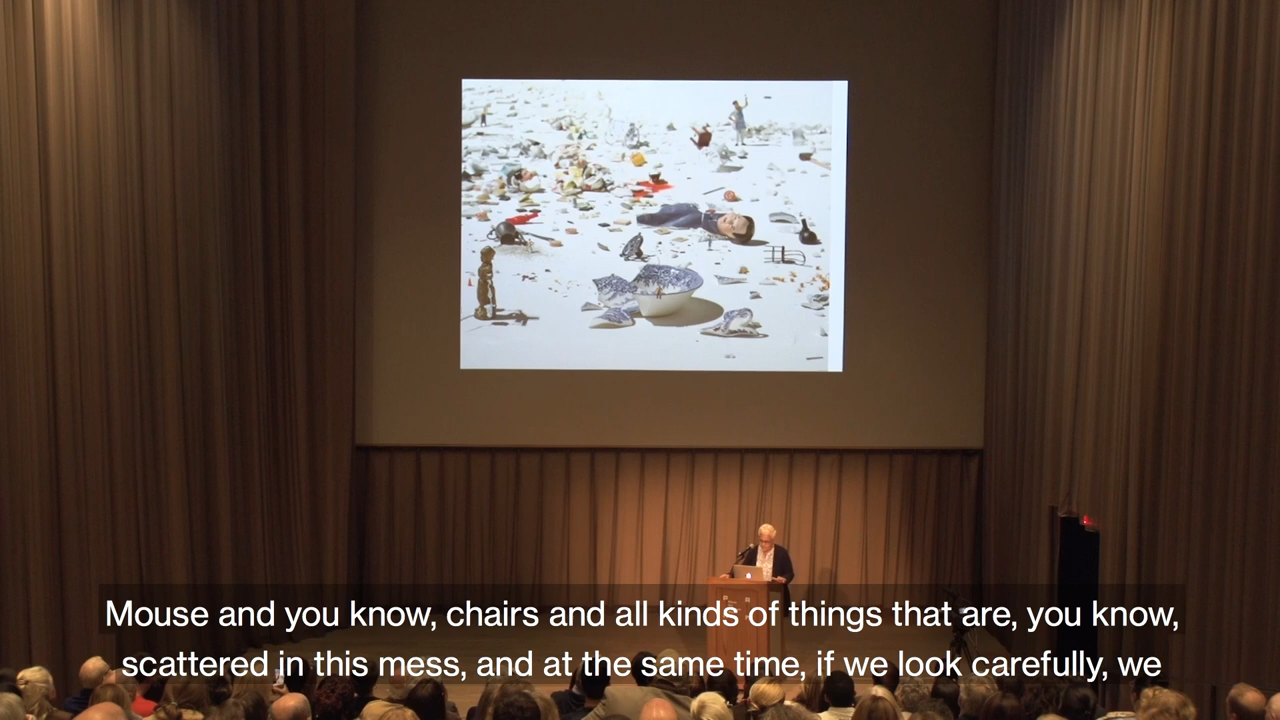 Mouse and you know, chairs and all kinds of things that are, you know,
scattered in this mess, and at the same time, if we look carefully, we